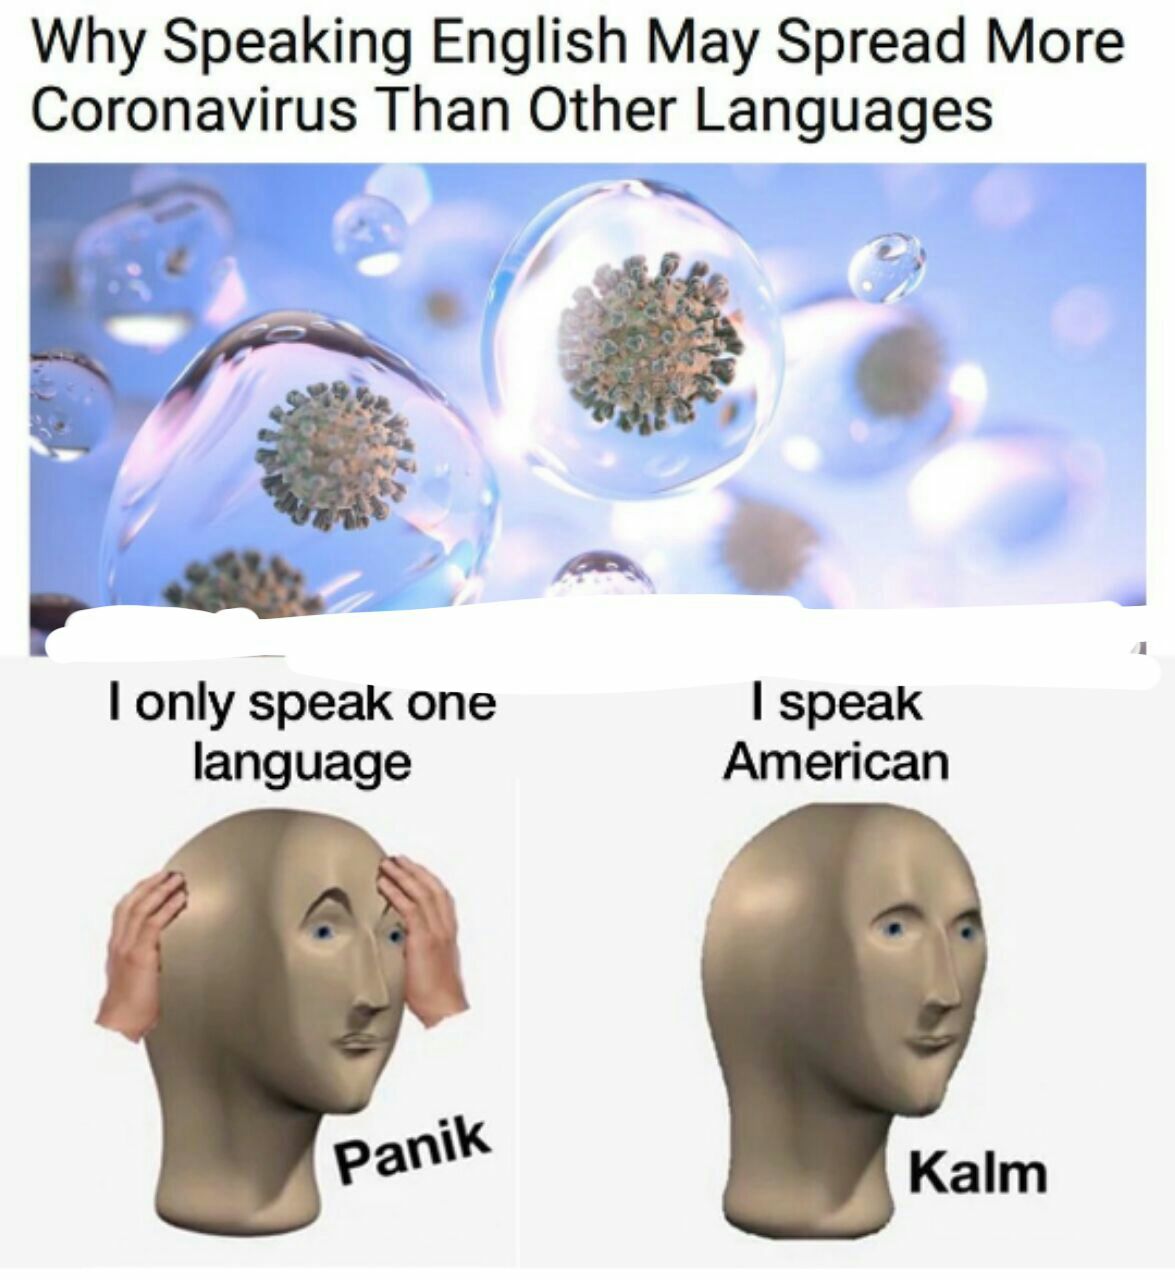 Why Speaking English May Spread More
Coronavirus Than Other Languages
I only speak one
language
I speak
American
Panik
Kalm